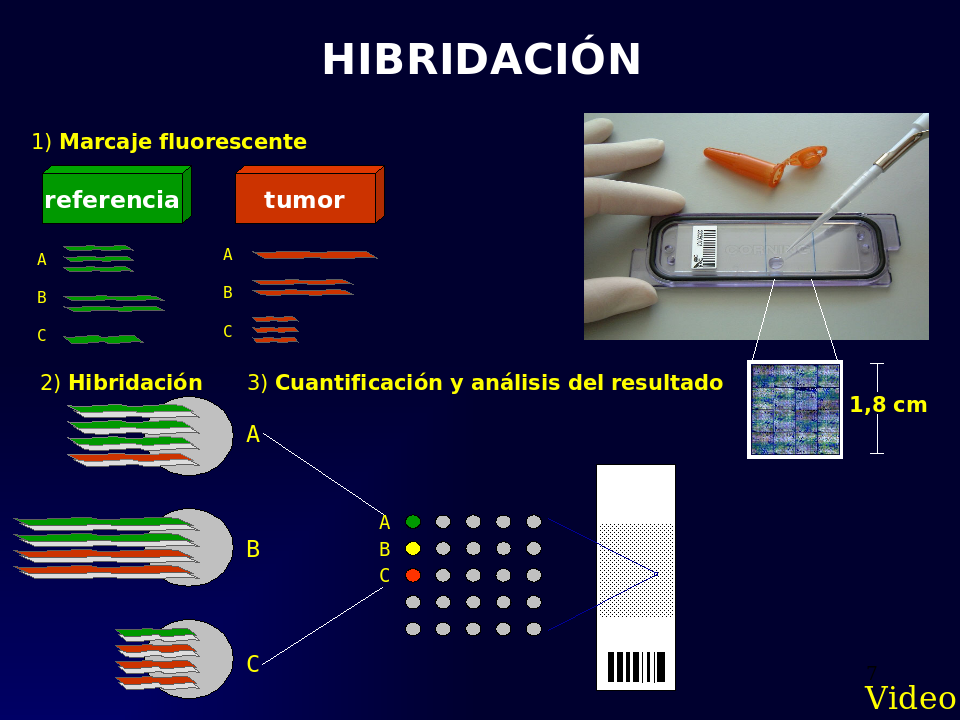 HIBRIDACIÓN
1) Marcaje fluorescente
referencia
tumor
A
B
C
A
B
C
2) Hibridación
3) Cuantificación y análisis del resultado
1,8 cm
A
B
C
A
B
C
Video